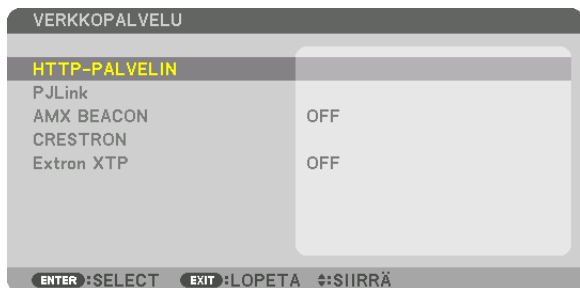 VERKKOPALVELU
HTTP-PALVELIN
PJLink
AMX BEACON OFF
CRESTRON
Extron XTP OFF
ENTER:SELECT EXIT:LOPETA ⬍:SIIRRÄ